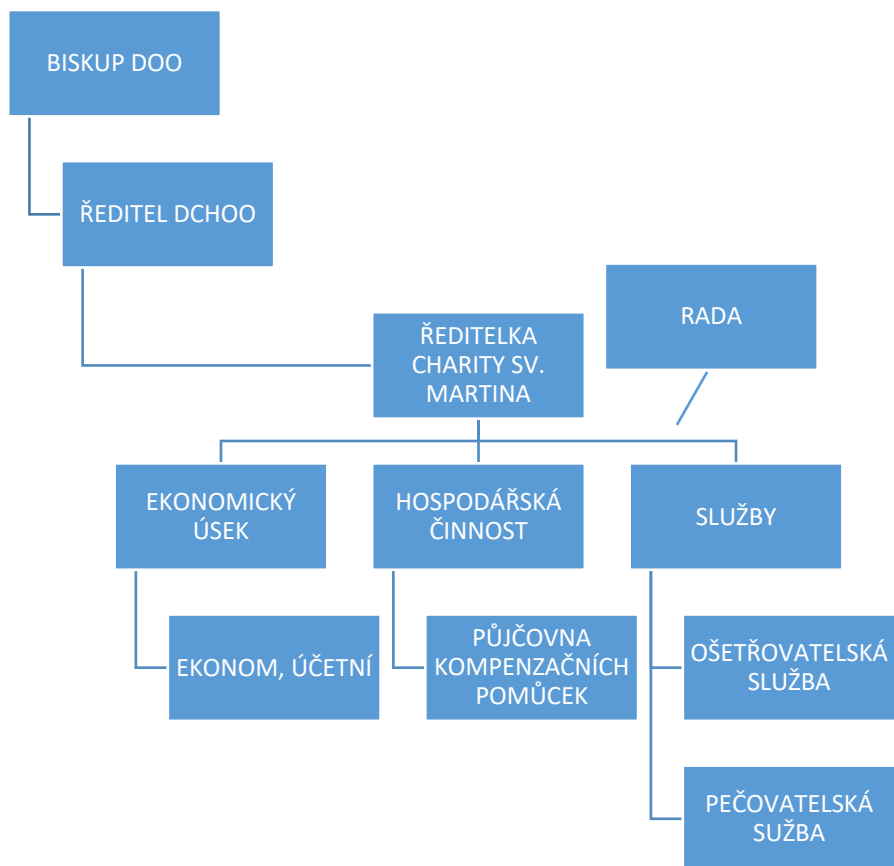 BISKUP DOO
ŘEDITEL DCHOO
RADA
ŘEDITELKA
CHARITY SV.
MARTINA
EKONOMICKÝ
ÚSEK
HOSPODÁŘSKÁ
ČINNOST
SLUŽBY
EKONOM, ÚČETNÍ
PŮJČOVNA
KOMPENZAČNÍCH
POMŮCEK
OŠETŘOVATELSKÁ
SLUŽBA
PEČOVATELSKÁ
SUŽBA